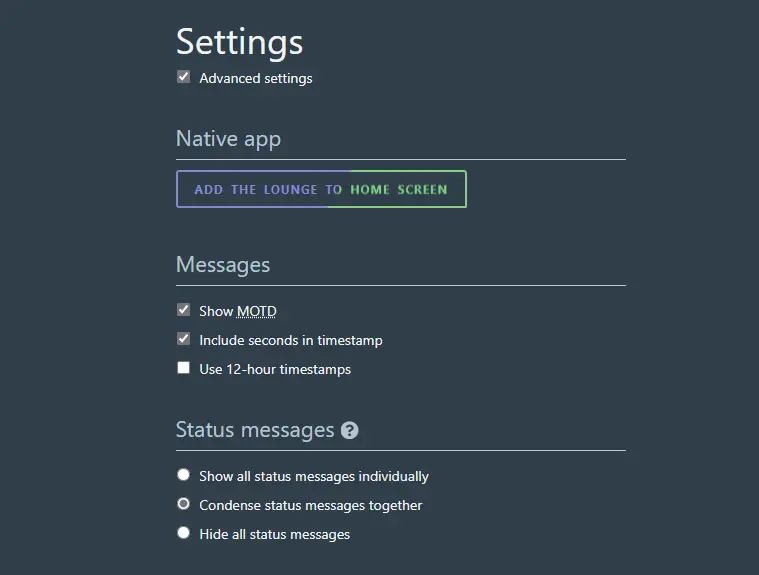 Settings
Advanced settings
Native app
ADD THE LOUNGE TO HOME SCREEN
Messages
Show MOTD
Include seconds in timestamp
Use 12-hour timestamps
Status messages ?
Show all status messages individually
Condense status messages together
Hide all status messages